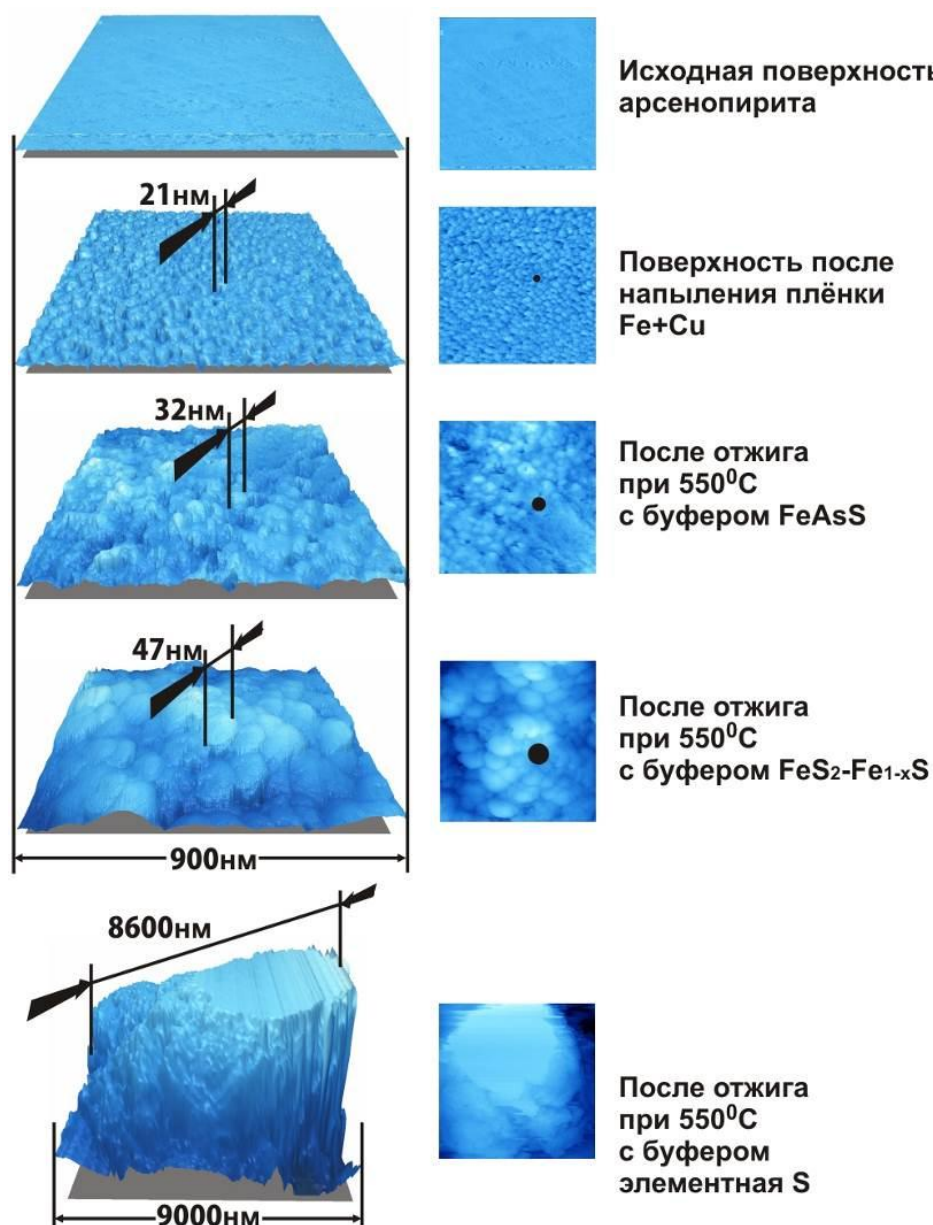 Исходная поверхность
арсенопирита
21нм
Поверхность после
напыления плёнки
Fe+Cu
32нм
После отжига
при 550⁰C
с буфером FeAsS
47нм
После отжига
при 550⁰C
с буфером FeS₂-Fe₁₋ₓS
900нм
8600нм
После отжига
при 550⁰C
с буфером
элементная S
9000нм